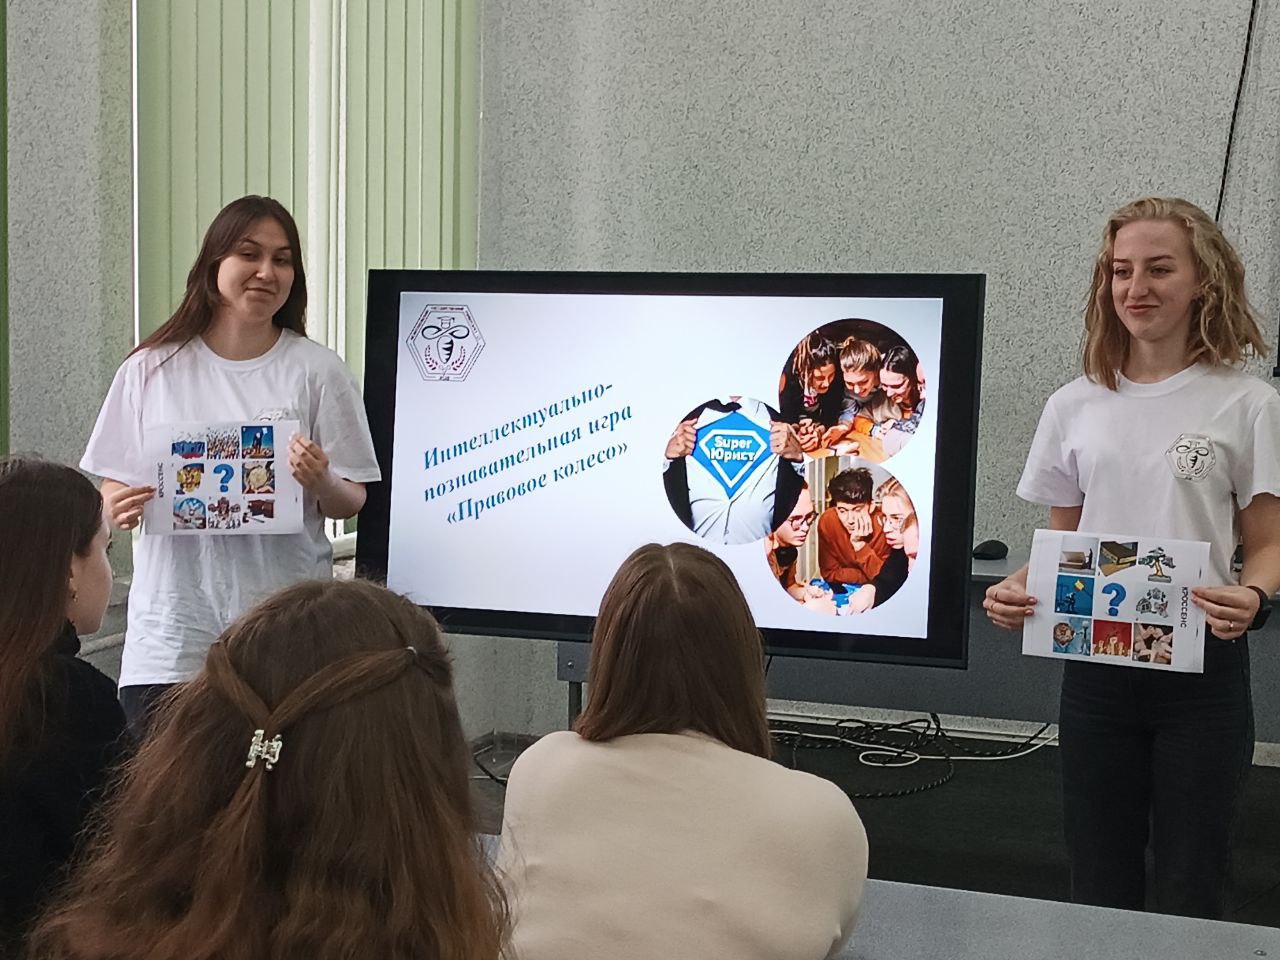 Интеллектуально-
познавательная игра
«Правовое колесо»
Super
Юрист
КРОССЕНС
?
КРОССЕНС
?